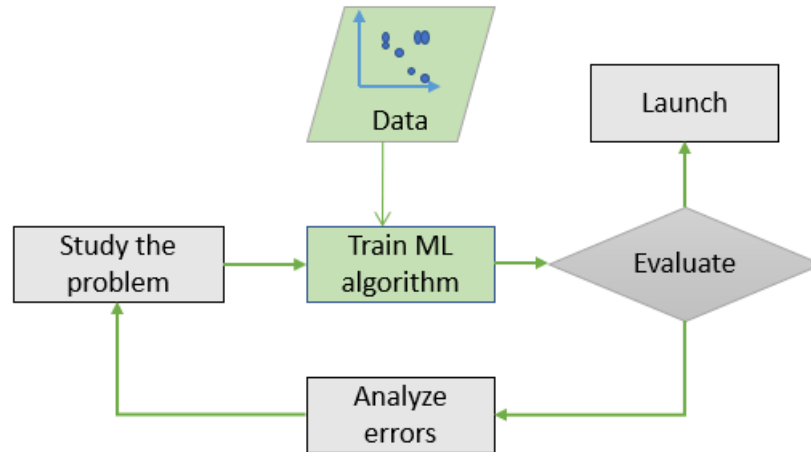 Data
Launch
Study the
problem
Train ML
algorithm
Evaluate
Analyze
errors